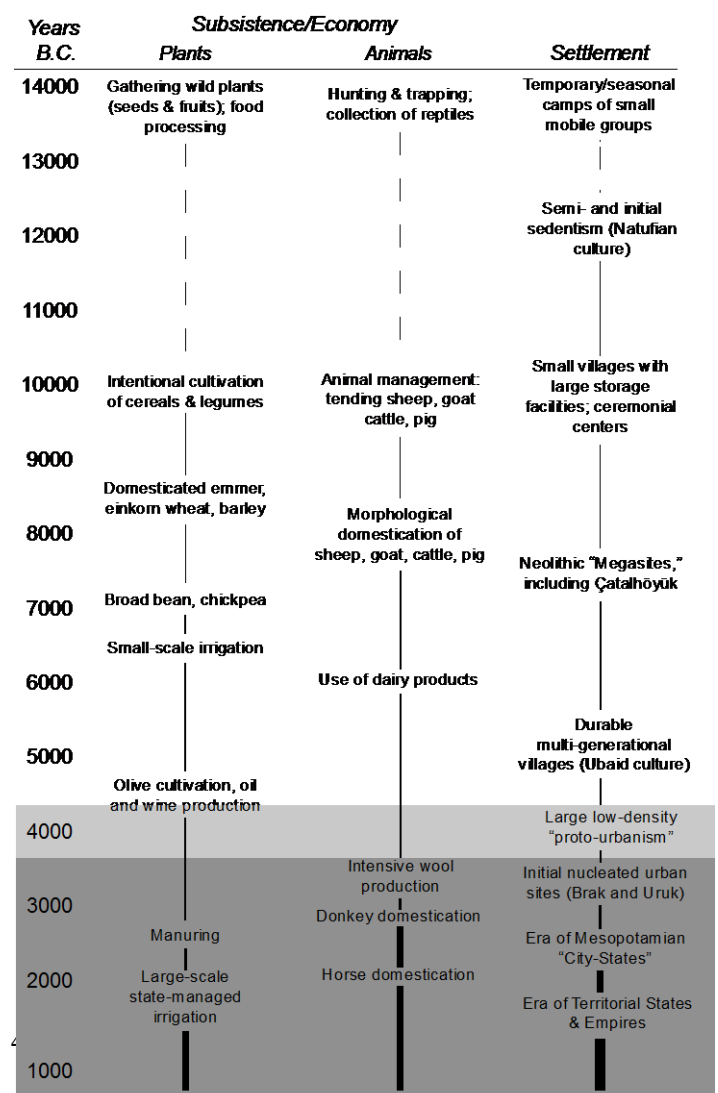 Years
B.C.
Subsistence/Economy
Plants
Animals
Settlement
14000
Gathering wild plants
(seeds & fruits); food
processing
Hunting & trapping;
collection of reptiles
Temporary/seasonal
camps of small
mobile groups
13000
12000
Semi- and initial
sedentism (Natufian
culture)
11000
10000
Intentional cultivation
of cereals & legumes
Animal management:
tending sheep, goat
cattle, pig
Small villages with
large storage
facilities; ceremonial
centers
9000
Domesticated emmer,
einkorn wheat, barley
8000
Morphological
domestication of
sheep, goat, cattle, pig
Neolithic “Megasites,”
including Çatalhöyük
7000
Broad bean, chickpea
Small-scale irrigation
6000
Use of dairy products
5000
Durable
multi-generational
villages (Ubaid culture)
Olive cultivation, oil
and wine production
4000
Large low-density
“proto-urbanism”
Intensive wool
production
Initial nucleated urban
sites (Brak and Uruk)
3000
Donkey domestication
Manuring
Era of Mesopotamian
“City-States”
2000
Large-scale
state-managed
irrigation
Horse domestication
Era of Territorial States
& Empires
1000